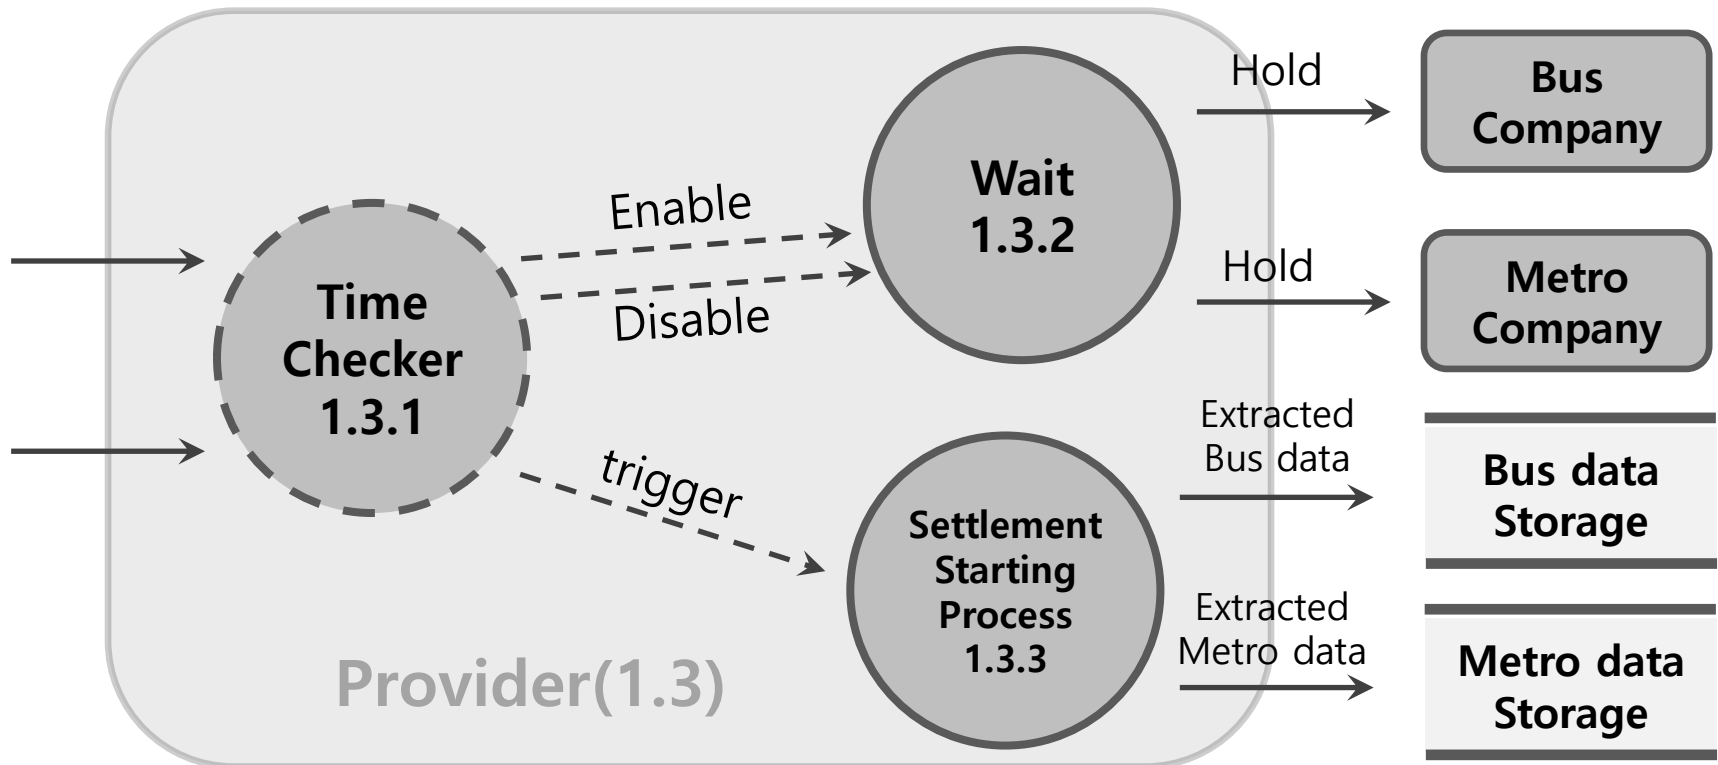 Time
Checker
1.3.1
Enable
Disable
trigger
Wait
1.3.2
Settlement
Starting
Process
1.3.3
Provider(1.3)
Hold
Hold
Extracted
Bus data
Extracted
Metro data
Bus
Company
Metro
Company
Bus data
Storage
Metro data
Storage